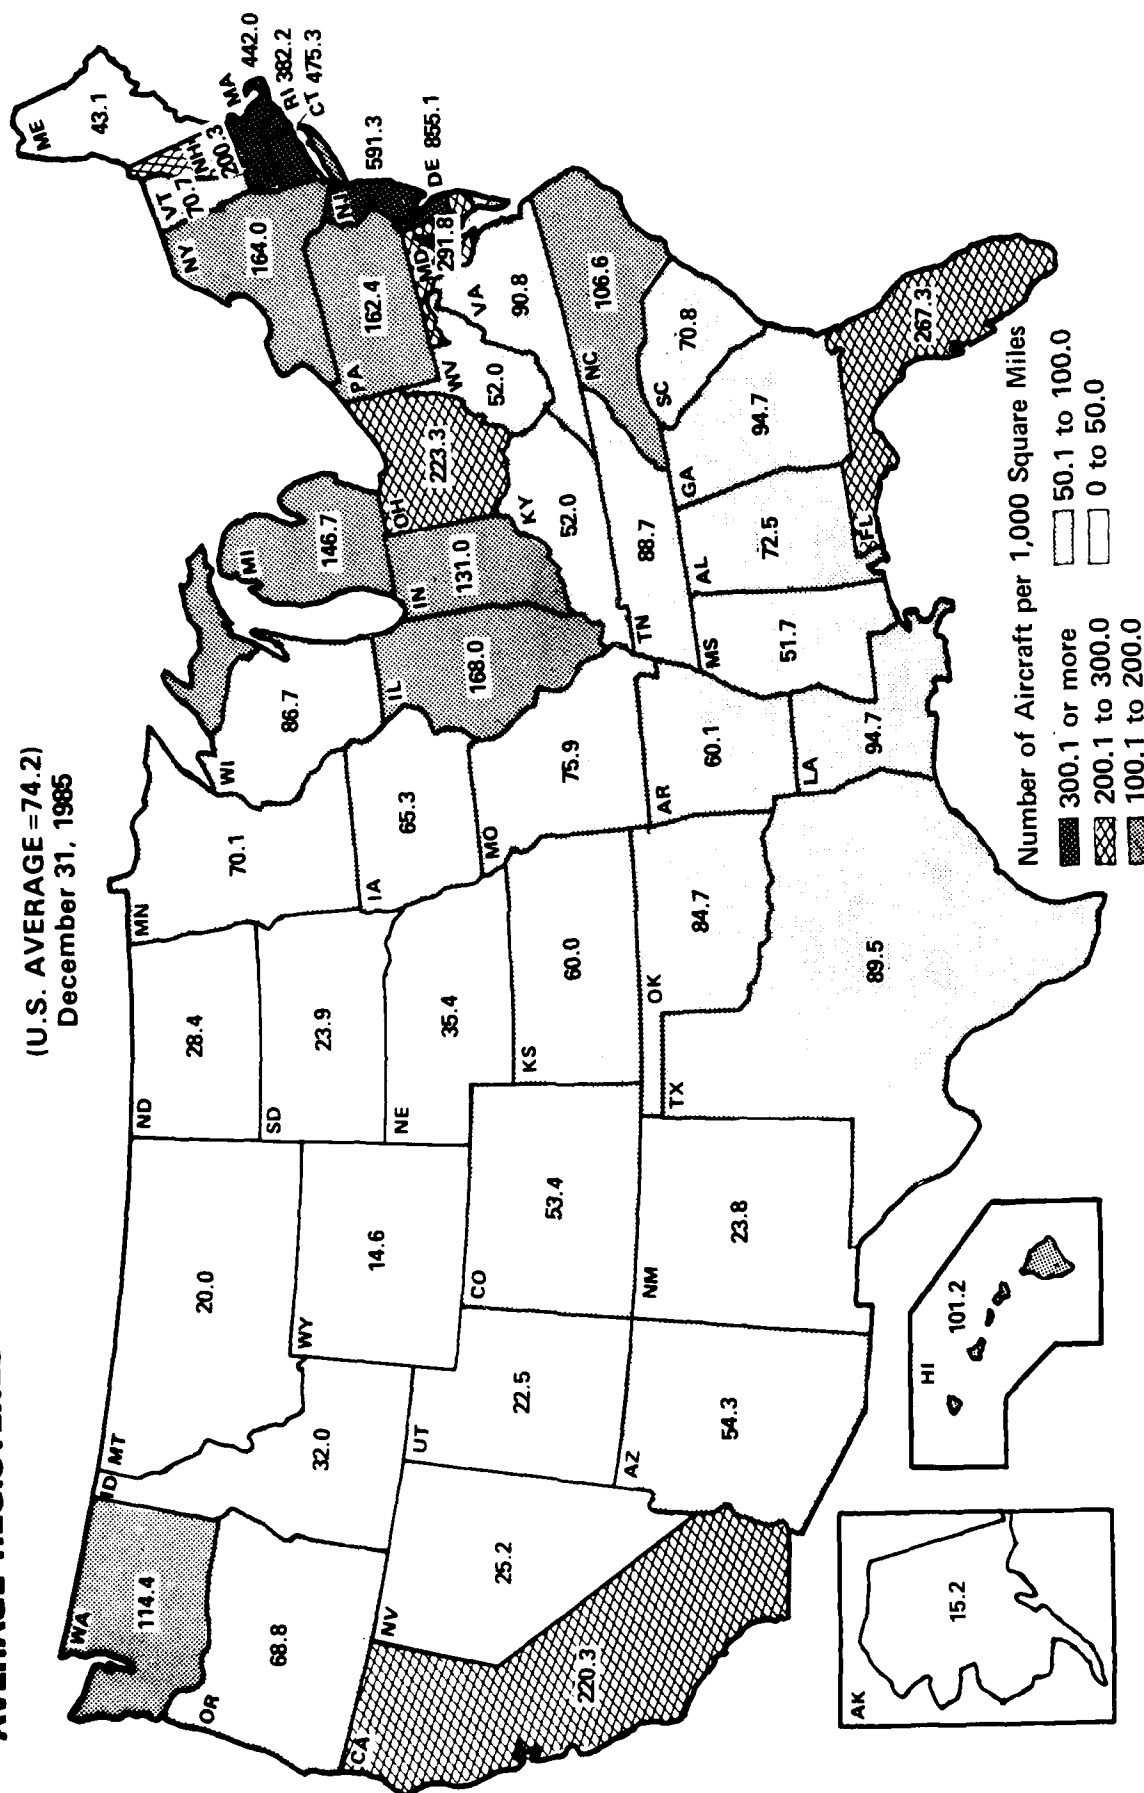 (U.S. AVERAGE =74.2)
December 31, 1985
WA
114.4
OR
68.8
CA
220.3
NV
25.2
ID
32.0
MT
20.0
WY
14.6
UT
22.5
AZ
54.3
CO
53.4
NM
23.8
ND
28.4
SD
23.9
NE
35.4
KS
60.0
OK
84.7
TX
89.5
MN
70.1
IA
65.3
MO
75.9
AR
60.1
LA
94.7
WI
86.7
IL
168.0
MI
146.7
IN
131.0
OH
223.3
KY
52.0
TN
88.7
MS
51.7
AL
72.5
GA
94.7
FL
267.3
SC
70.8
NC
106.6
VA
90.8
WV
52.0
PA
162.4
NY
164.0
VT
70.7
NH
200.3
ME
43.1
MA 442.0
RI 382.2
CT 475.3
NJ
591.3
DE 855.1
MD
291.8
AK
15.2
HI
101.2
Number of Aircraft per 1,000 Square Miles
300.1 or more
200.1 to 300.0
100.1 to 200.0
50.1 to 100.0
0 to 50.0